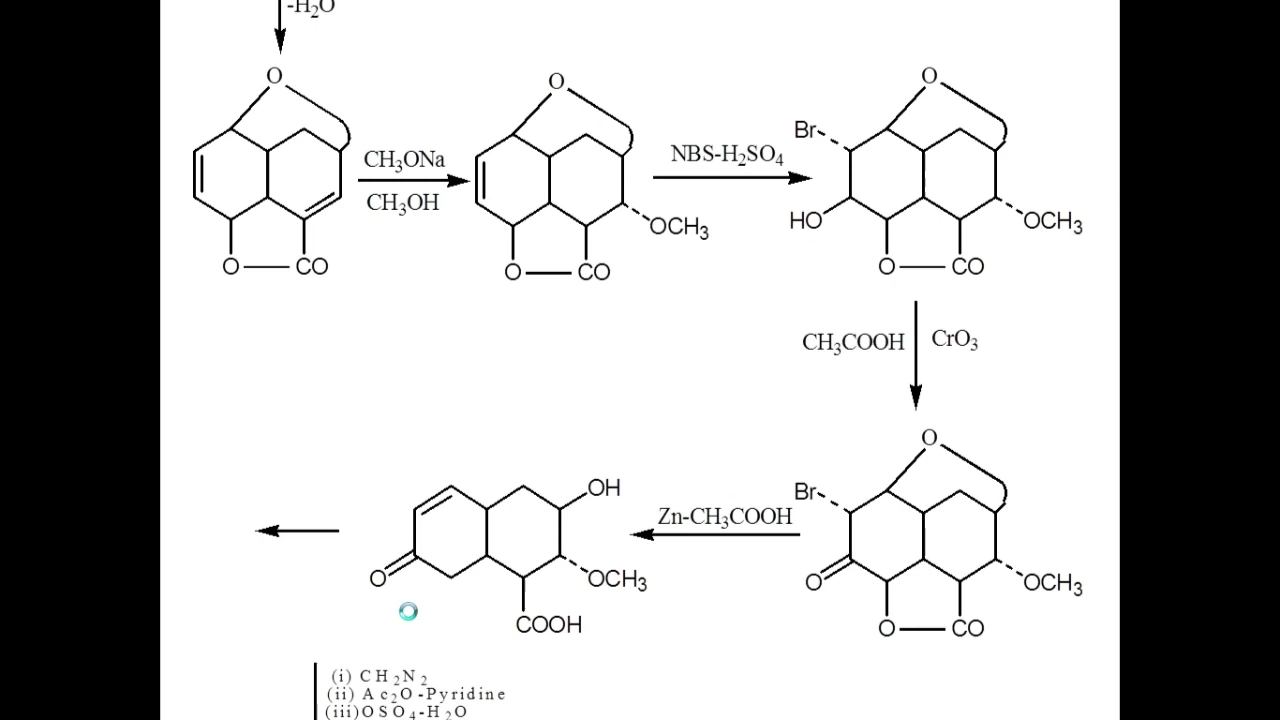 -H₂O
O
O
O
Br
CH₃ONa
NBS-H₂SO₄
CH₃OH
HO
OCH₃
OCH₃
O
CO
O
CO
O
CO
CH₃COOH
CrO₃
O
OH
Br
Zn-CH₃COOH
O
OCH₃
O
OCH₃
COOH
O
CO
(i) CH₂N₂
(ii) Ac₂O-Pyridine
(iii)OSO₄-H₂O